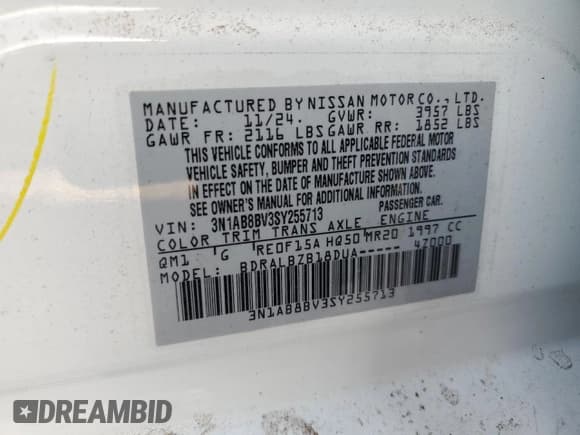 MANUFACTURED BY NISSAN MOTOR CO., LTD.
DATE: 11/24. GVWR: 3957 LBS
GAWR FR: 2116 LBS GAWR RR: 1852 LBS
THIS VEHICLE CONFORMS TO ALL APPLICABLE FEDERAL MOTOR
VEHICLE SAFETY, BUMPER AND THEFT PREVENTION STANDARDS
IN EFFECT ON THE DATE OF MANUFACTURE SHOWN ABOVE.
SEE OWNER'S MANUAL FOR ADDITIONAL INFORMATION.
VIN: 3N1AB8BV3SY255713 PASSENGER CAR.
COLOR TRIM TRANS AXLE ENGINE
QM1 G RE0F15A HQ50 MR20 1997 CC
MODEL: BDRALBZB18DUA----- 4Z000
3N1AB8BV3SY255713
DREAMBID